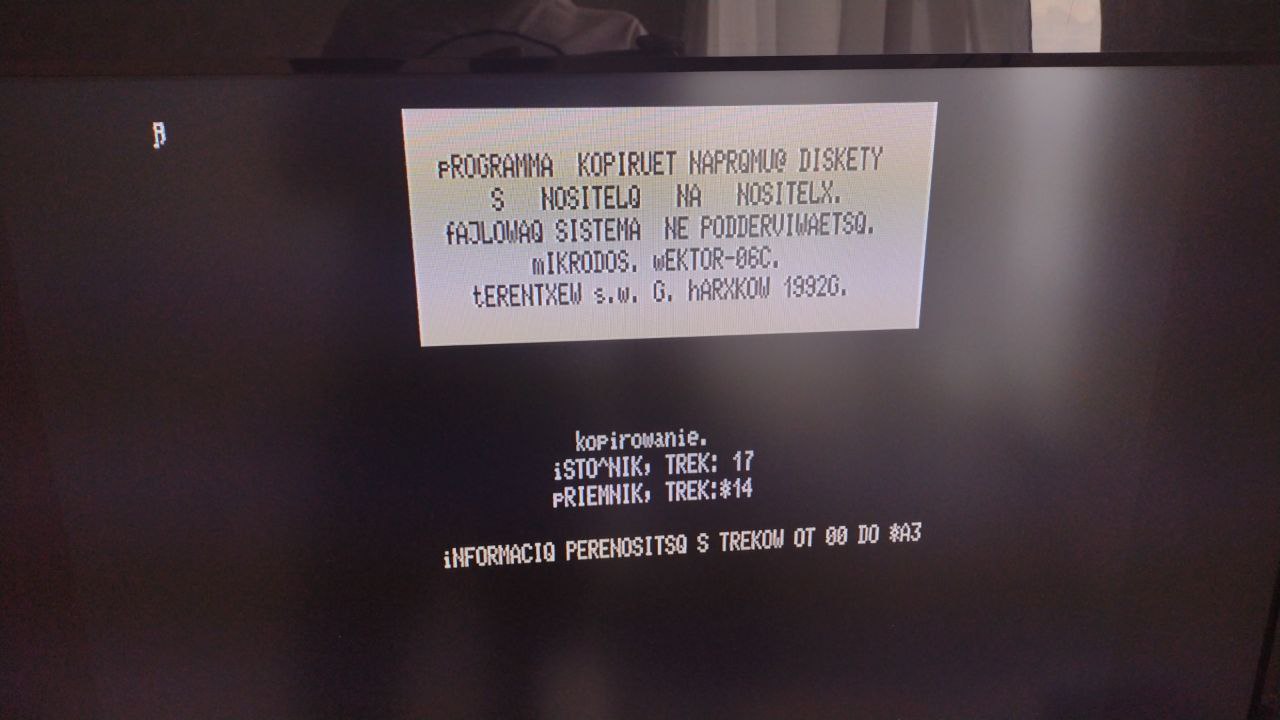 pROGRAMMA KOPIRUET NAPRQMU@ DISKETY
S NOSITELQ NA NOSITELX.
fAJLOWAQ SISTEMA NE PODDERVIWAETSQ.
mIKRODOS. wEKTOR-06C.
tERENTXEW s.w. G. hARXKOW 1992G.
kopirowanie.
iSTO^NIK, TREK: 17
pRIEMNIK, TREK:*14
iNFORMACIQ PERENOSITSQ S TREKOW OT 00 DO *A3